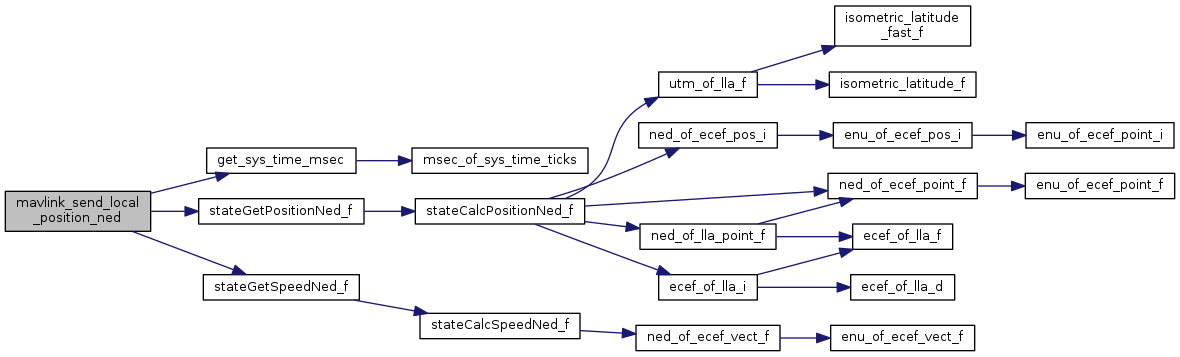 isometric_latitude
_fast_f
utm_of_lla_f
isometric_latitude_f
ned_of_ecef_pos_i
enu_of_ecef_pos_i
enu_of_ecef_point_i
get_sys_time_msec
msec_of_sys_time_ticks
ned_of_ecef_point_f
enu_of_ecef_point_f
mavlink_send_local
_position_ned
stateGetPositionNed_f
stateCalcPositionNed_f
ned_of_lla_point_f
ecef_of_lla_f
stateGetSpeedNed_f
ecef_of_lla_i
ecef_of_lla_d
stateCalcSpeedNed_f
ned_of_ecef_vect_f
enu_of_ecef_vect_f